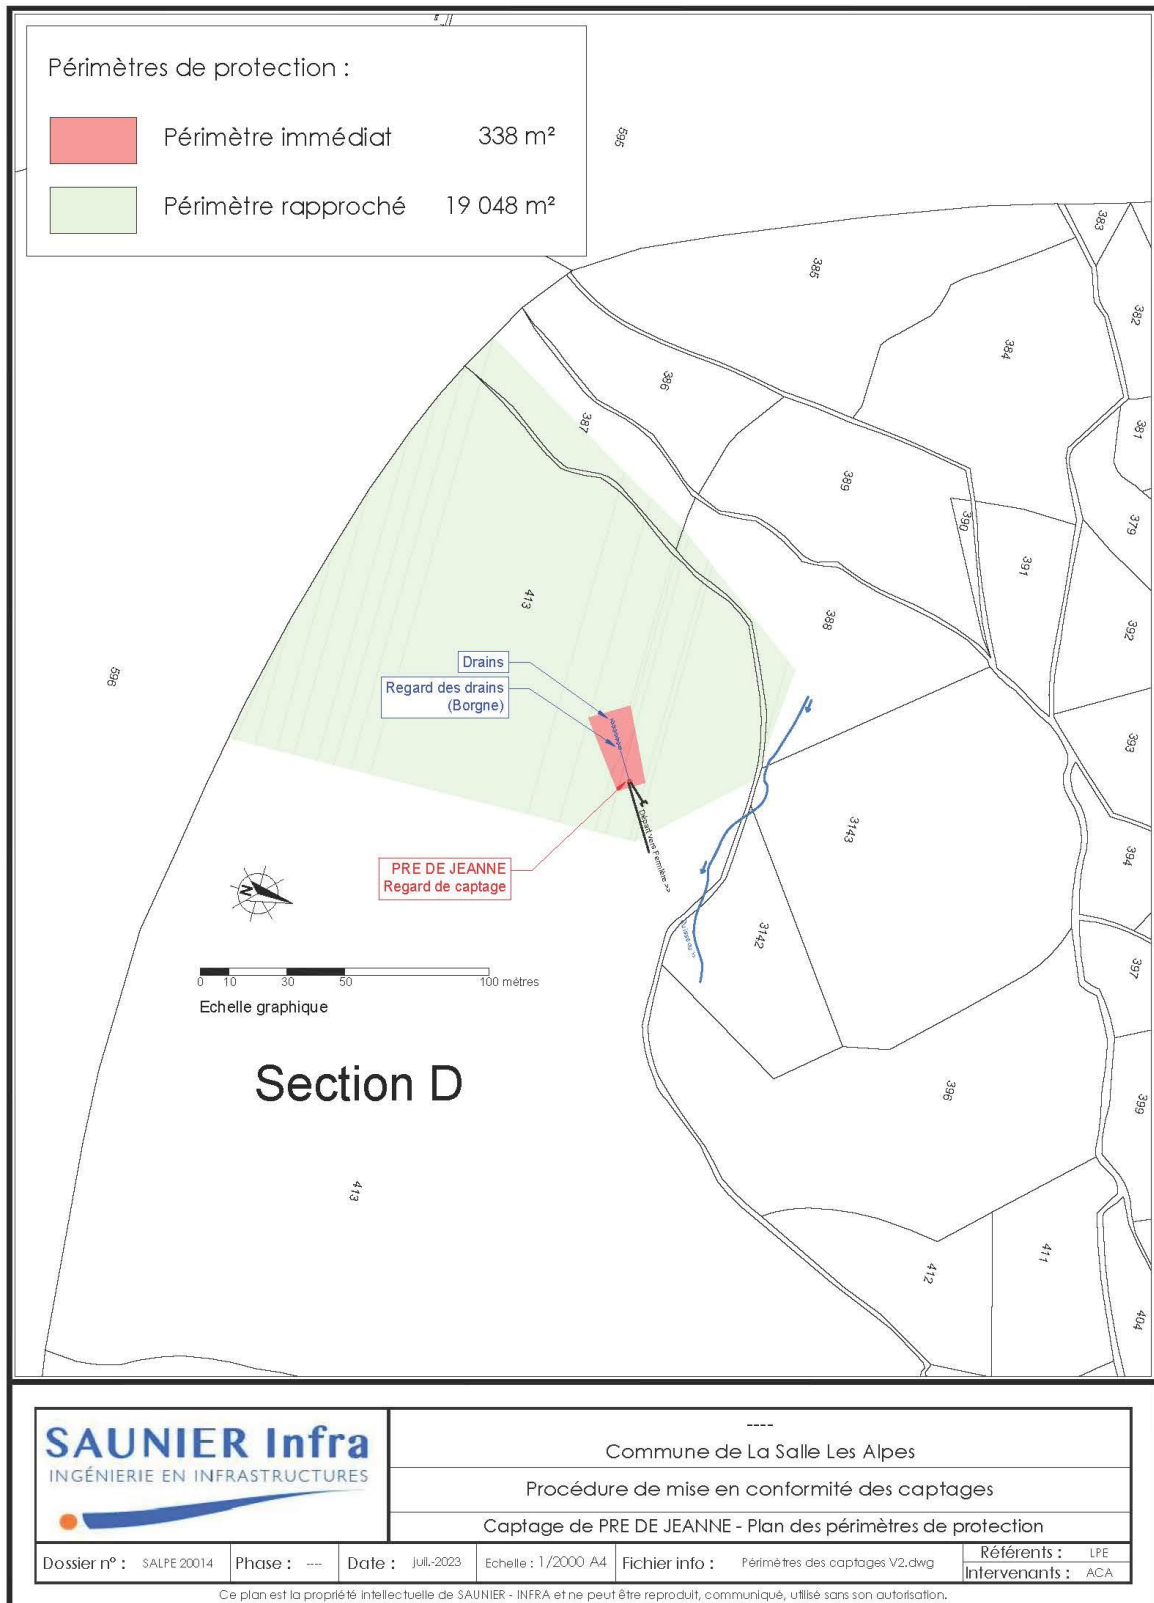 Périmètres de protection :
Périmètre immédiat 338 m²
Périmètre rapproché 19 048 m²
595
383
385
382
384
386
381
387
389
390
379
391
413
392
388
596
Drains
Regard des drains
(Borgne)
393
3143
Départ vers Fermière >>
394
PRE DE JEANNE
Regard de captage
N
3142
397
0 10 30 50 100 mètres
Echelle graphique
Section D
396
399
413
411
412
404
SAUNIER Infra
INGÉNIERIE EN INFRASTRUCTURES
----
Commune de La Salle Les Alpes
Procédure de mise en conformité des captages
Captage de PRE DE JEANNE - Plan des périmètres de protection
Dossier n° : SALPE 20014 Phase : ---- Date : juil.-2023 Echelle : 1/2000 A4 Fichier info : Périmètres des captages V2.dwg Référents : LPE
Intervenants : ACA
Ce plan est la propriété intellectuelle de SAUNIER - INFRA et ne peut être reproduit, communiqué, utilisé sans son autorisation.